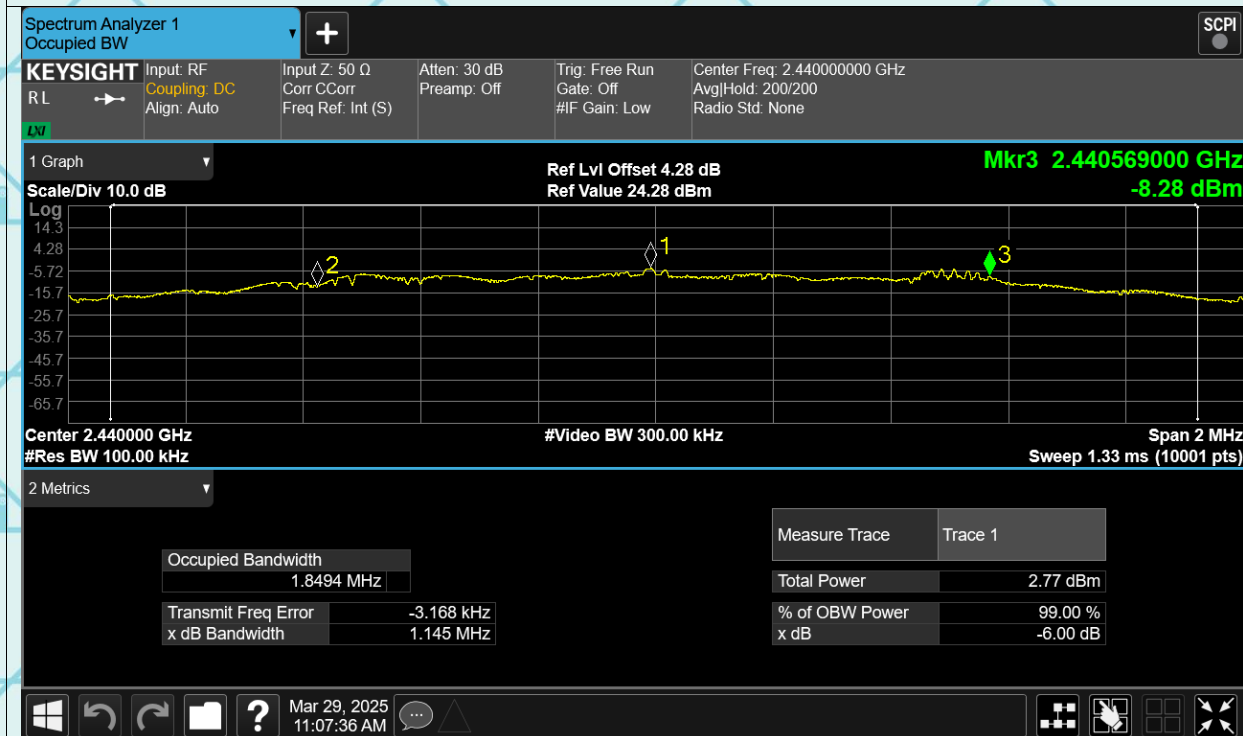 Spectrum Analyzer 1
Occupied BW
+
SCPI
KEYSIGHT
RL
LXI
Input: RF
Coupling: DC
Align: Auto
Input Z: 50 Ω
Corr CCorr
Freq Ref: Int (S)
Atten: 30 dB
Preamp: Off
Trig: Free Run
Gate: Off
#IF Gain: Low
Center Freq: 2.440000000 GHz
Avg|Hold: 200/200
Radio Std: None
1 Graph
Scale/Div 10.0 dB
Ref Lvl Offset 4.28 dB
Ref Value 24.28 dBm
Mkr3 2.440569000 GHz
-8.28 dBm
Log
14.3
4.28
-5.72
-15.7
-25.7
-35.7
-45.7
-55.7
-65.7
2
1
3
Center 2.440000 GHz
#Video BW 300.00 kHz
Span 2 MHz
#Res BW 100.00 kHz
Sweep 1.33 ms (10001 pts)
2 Metrics
Occupied Bandwidth
1.8494 MHz
Transmit Freq Error -3.168 kHz
x dB Bandwidth 1.145 MHz
Measure Trace Trace 1
Total Power 2.77 dBm
% of OBW Power 99.00 %
x dB -6.00 dB
?
Mar 29, 2025
11:07:36 AM